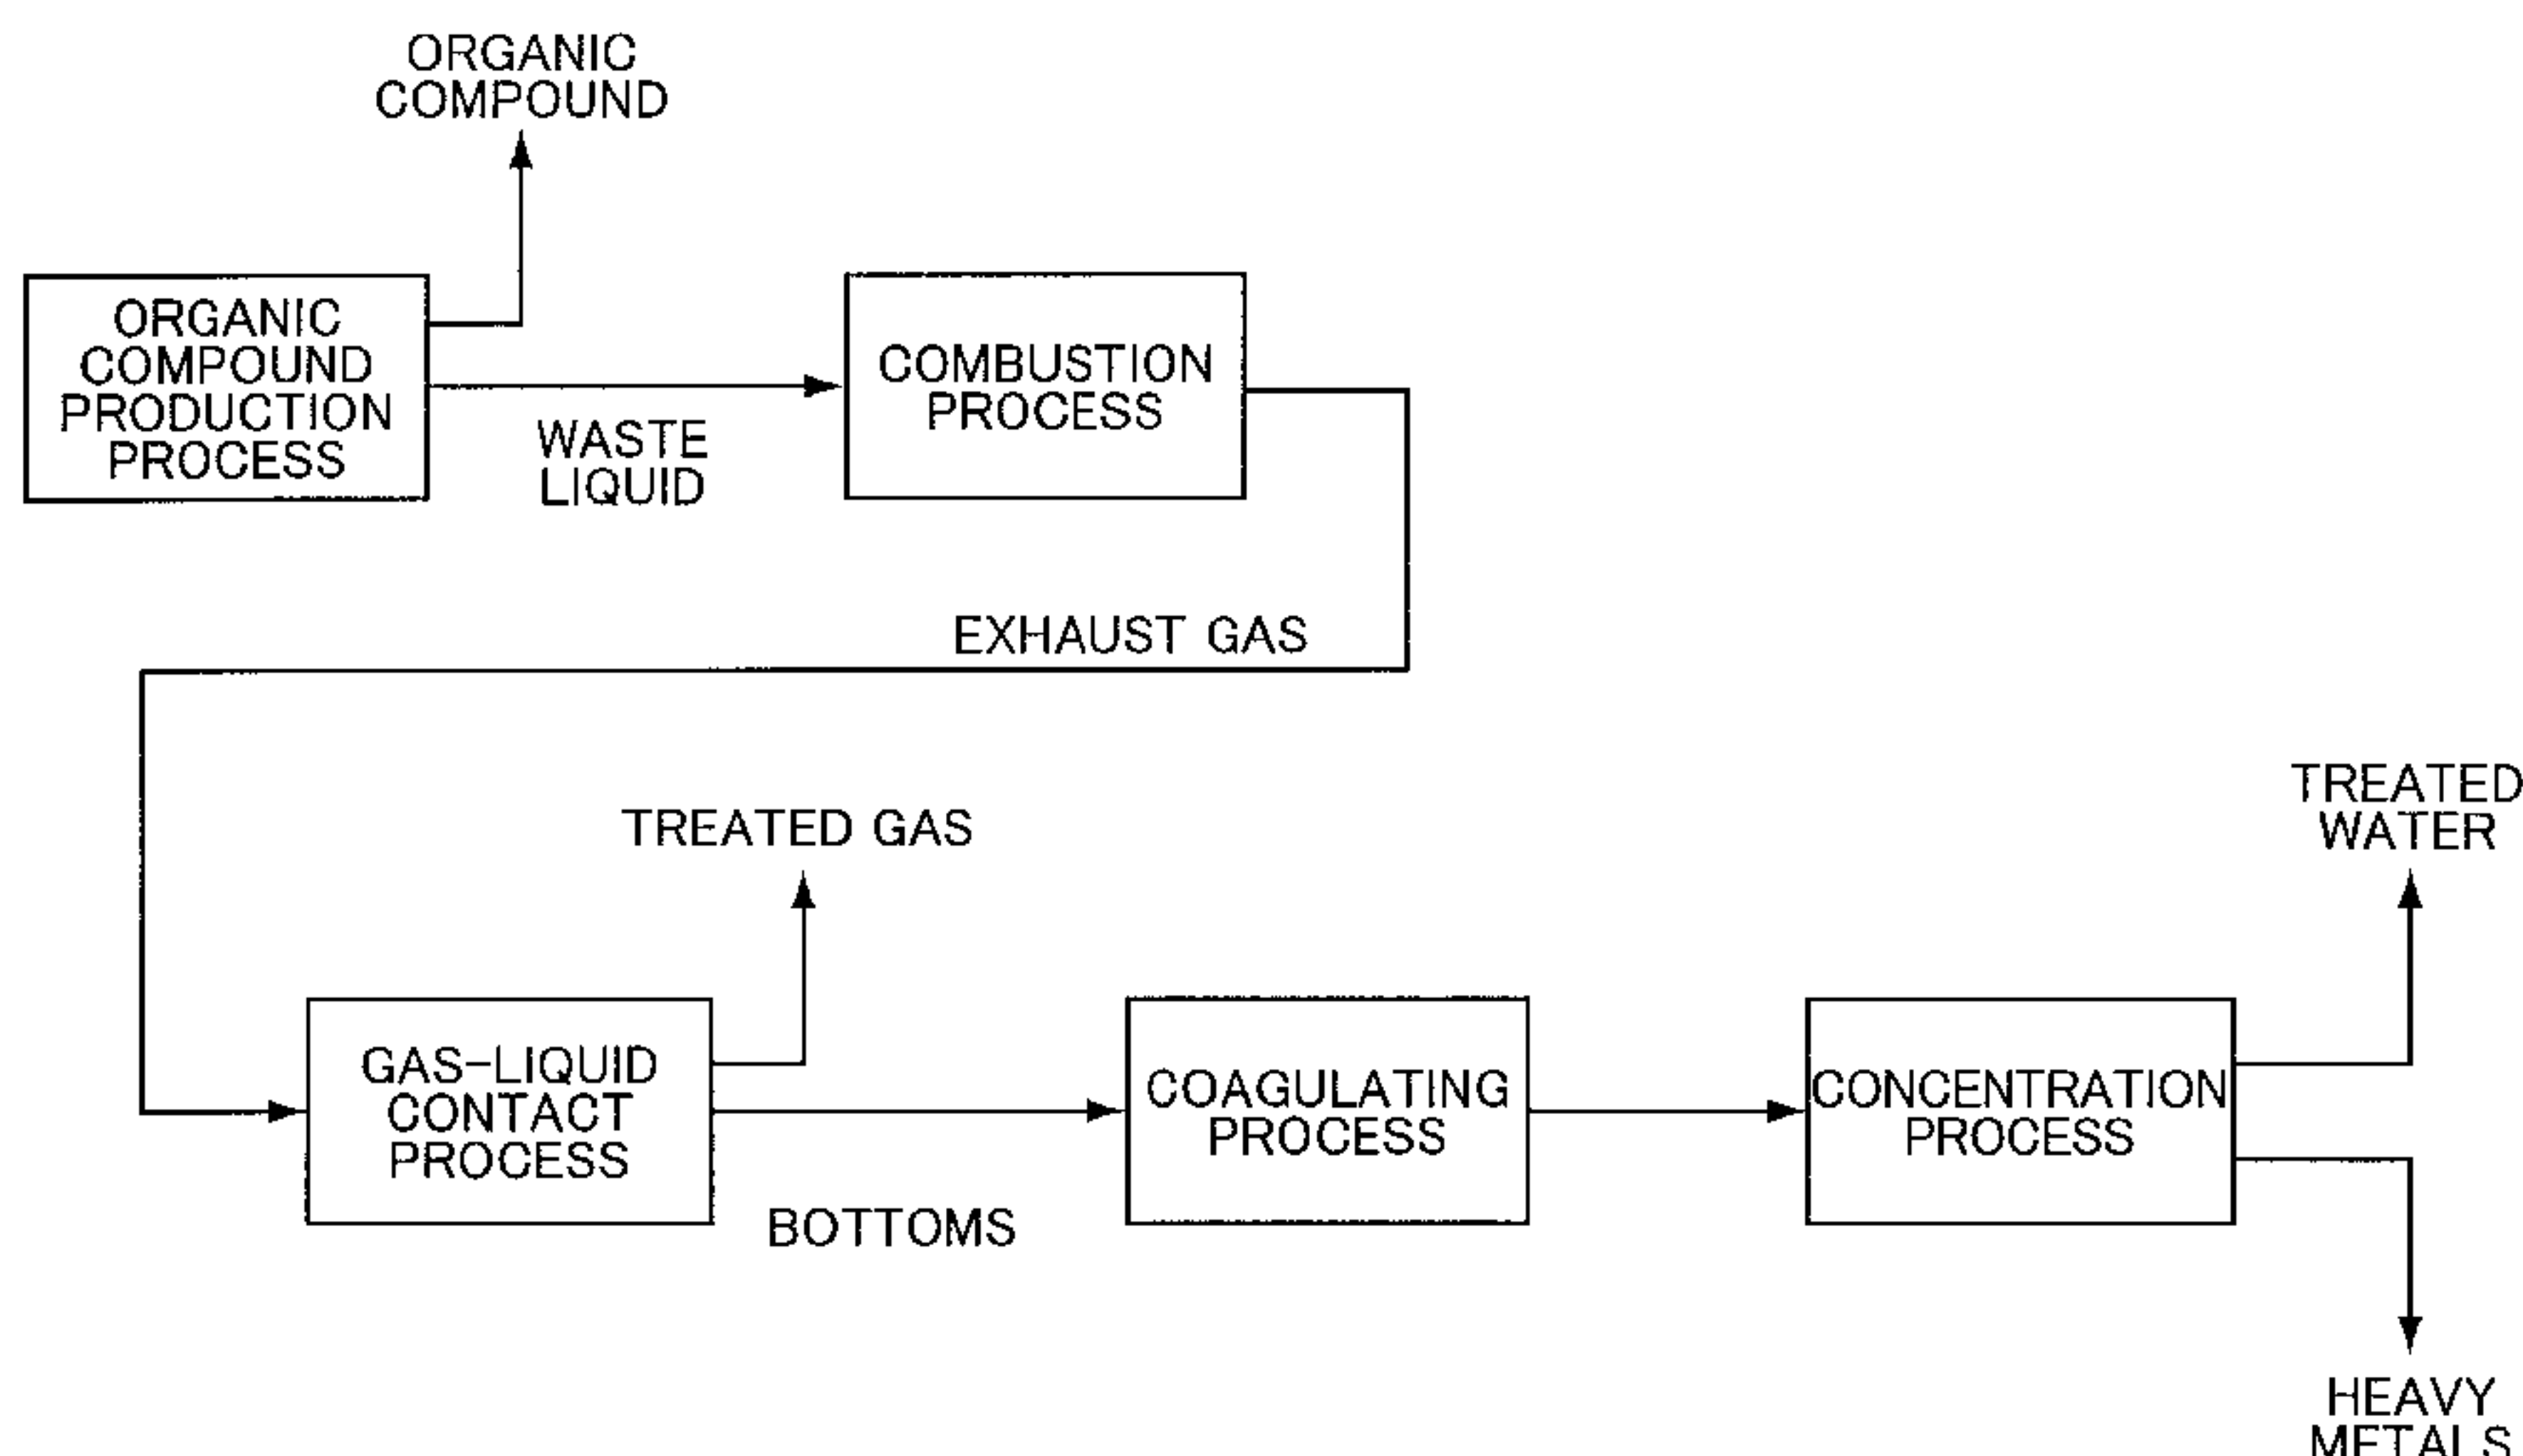 ORGANIC
COMPOUND
ORGANIC
COMPOUND
PRODUCTION
PROCESS
WASTE
LIQUID
COMBUSTION
PROCESS
EXHAUST GAS
TREATED GAS
TREATED
WATER
GAS-LIQUID
CONTACT
PROCESS
BOTTOMS
COAGULATING
PROCESS
CONCENTRATION
PROCESS
HEAVY
METALS